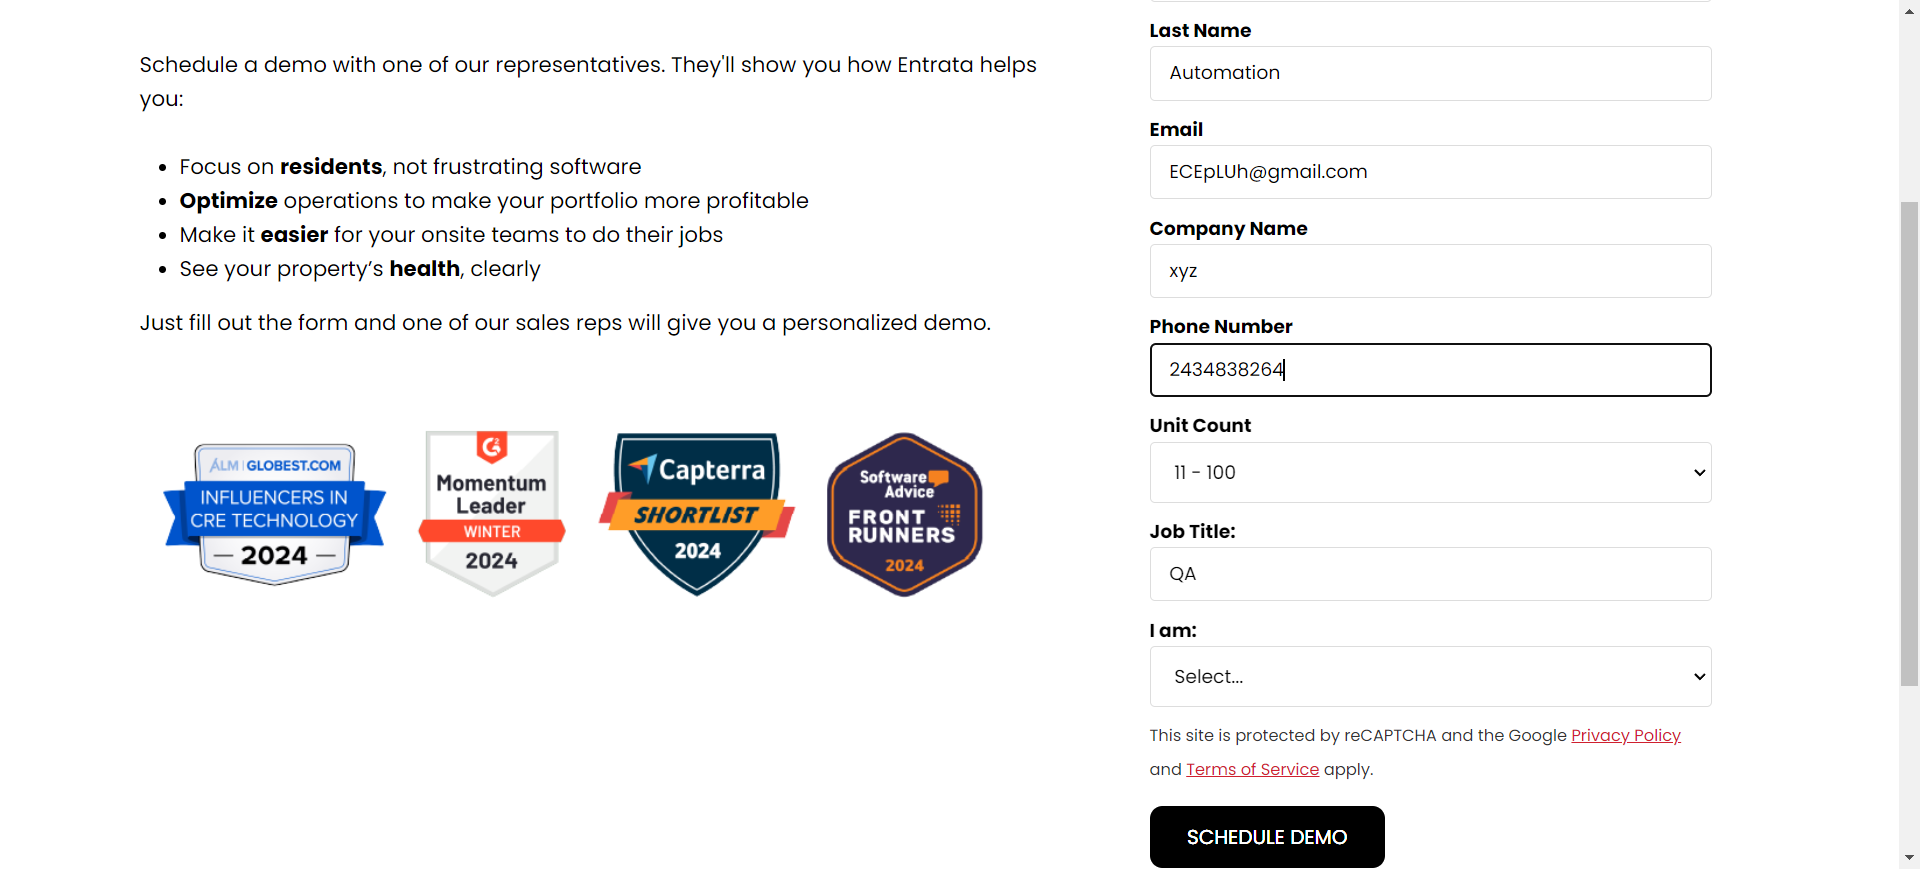 Schedule a demo with one of our representatives. They'll show you how Entrata helps
you:
Focus on residents, not frustrating software
Optimize operations to make your portfolio more profitable
Make it easier for your onsite teams to do their jobs
See your property’s health, clearly
Just fill out the form and one of our sales reps will give you a personalized demo.
ALM | GLOBEST.COM
INFLUENCERS IN
CRE TECHNOLOGY
— 2024 —
G2
Momentum
Leader
WINTER
2024
Capterra
SHORTLIST
2024
Software
Advice
FRONT
RUNNERS
2024
Last Name
Automation
Email
ECEpLUh@gmail.com
Company Name
xyz
Phone Number
2434838264
Unit Count
11 - 100
Job Title:
QA
I am:
Select...
This site is protected by reCAPTCHA and the Google Privacy Policy
and Terms of Service apply.
SCHEDULE DEMO